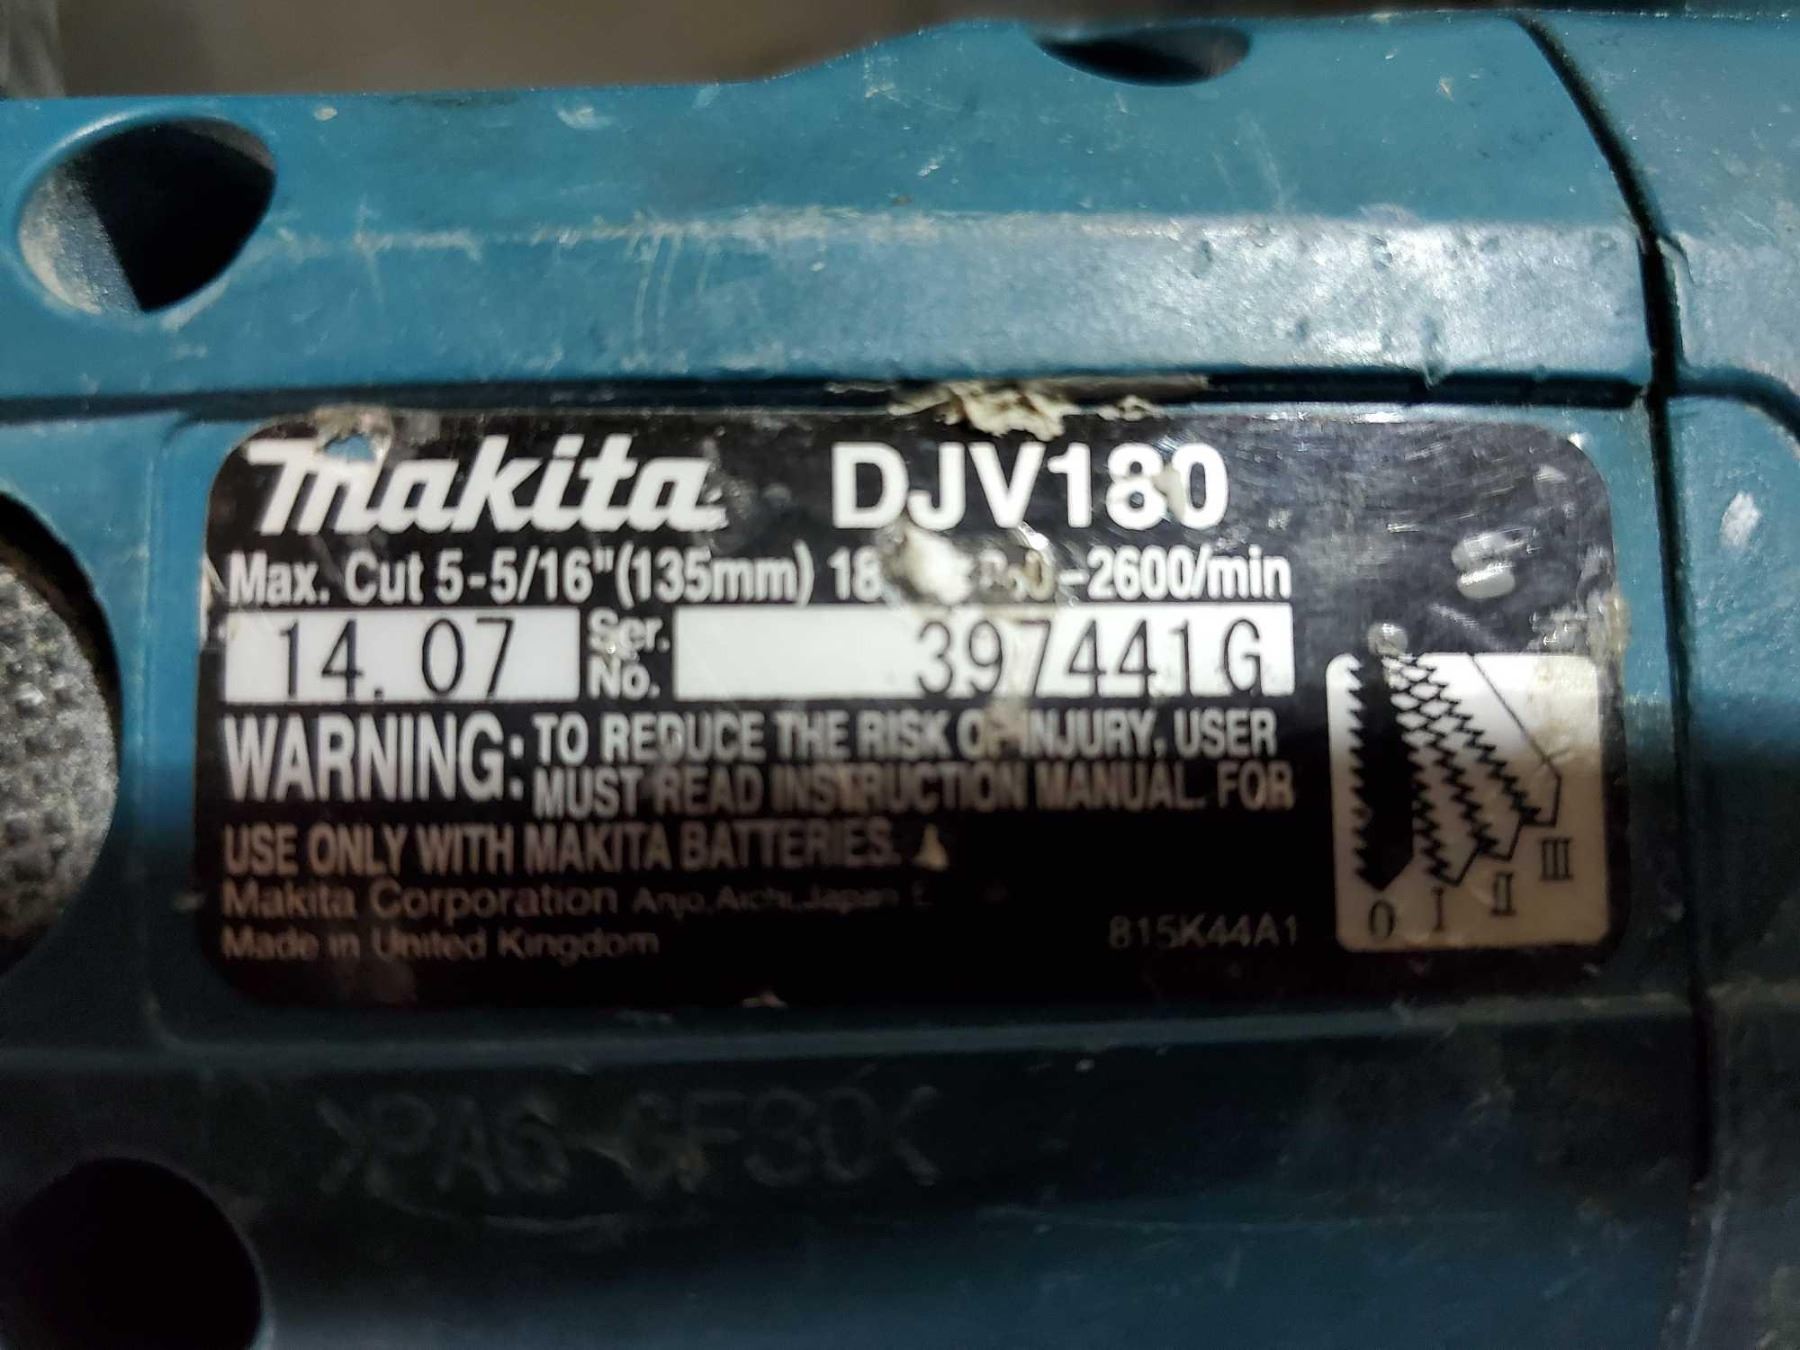 Makita DJV180
Max. Cut 5-5/16"(135mm) -2600/min
14. 07 Ser. No. 397441G
WARNING: TO REDUCE THE RISK OF INJURY, USER
MUST READ INSTRUCTION MANUAL. FOR
USE ONLY WITH MAKITA BATTERIES.
Makita Corporation Anjo, Aichi, Japan
Made in United Kingdom
815K44A1
0 I II III
>PA6-GF30<